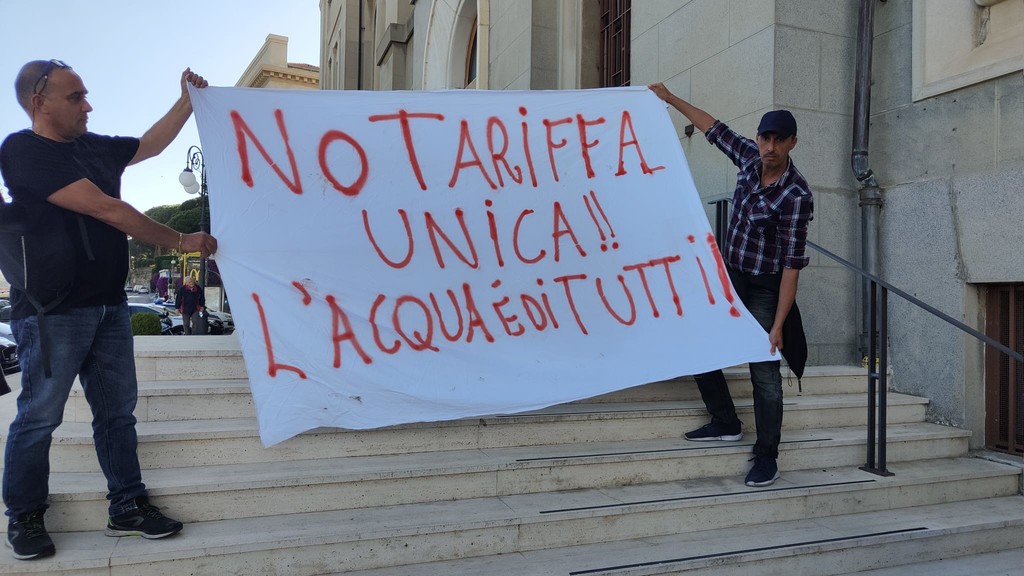 NO TARiFFA
UNiCA!!
L'ACQUA É Di TUTTi!!